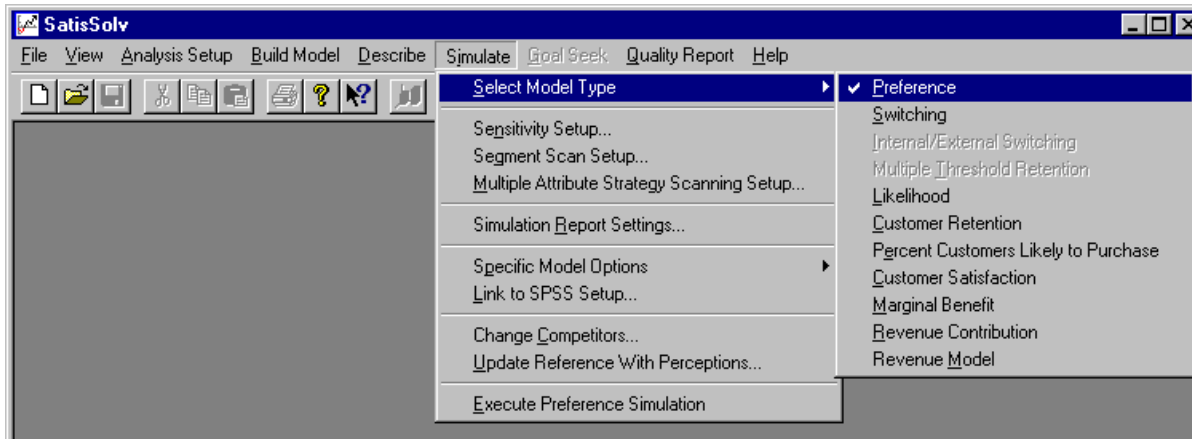 SatisSolv
File View Analysis Setup Build Model Describe Simulate Goal Seek Quality Report Help
Select Model Type
Sensitivity Setup...
Segment Scan Setup...
Multiple Attribute Strategy Scanning Setup...
Simulation Report Settings...
Specific Model Options
Link to SPSS Setup...
Change Competitors...
Update Reference With Perceptions...
Execute Preference Simulation
Preference
Switching
Internal/External Switching
Multiple Threshold Retention
Likelihood
Customer Retention
Percent Customers Likely to Purchase
Customer Satisfaction
Marginal Benefit
Revenue Contribution
Revenue Model